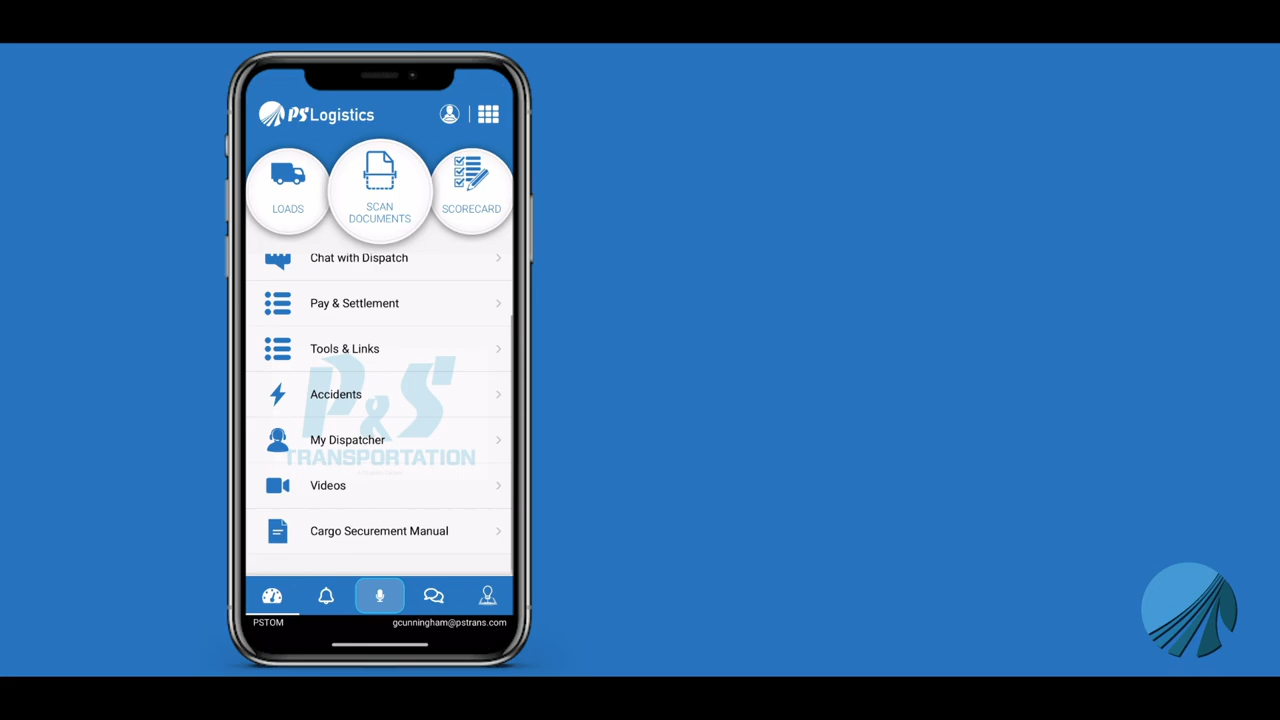 PS Logistics
LOADS
SCAN
DOCUMENTS
SCORECARD
Chat with Dispatch
Pay & Settlement
Tools & Links
Accidents
My Dispatcher
Videos
Cargo Securement Manual
P&S
TRANSPORTATION
PSTOM
gcunningham@pstrans.com